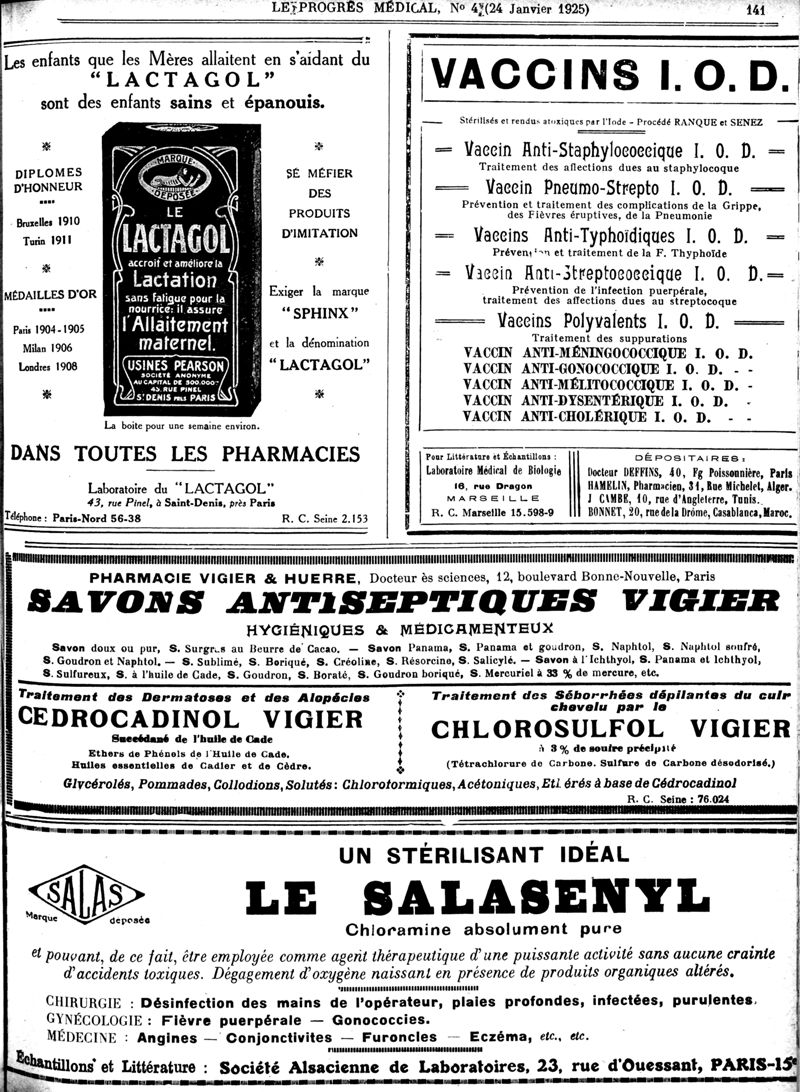 LE PROGRÈS MÉDICAL, No 4 (24 Janvier 1925)
141
Les enfants que les Mères allaitent en s'aidant du
"LACTAGOL"
sont des enfants sains et épanouis.
DIPLOMES
D'HONNEUR
Bruxelles 1910
Turin 1911
MÉDAILLES D'OR
Paris 1904-1905
Milan 1906
Londres 1908
MARQUE
DÉPOSÉE
LE
LACTAGOL
accroit et améliore la
Lactation
sans fatigue pour la
nourrice: il assure
l'Allaitement
maternel.
USINES PEARSON
SOCIÉTÉ ANONYME
AU CAPITAL DE 500.000
43, RUE PINEL
ST DENIS PRÈS PARIS
SE MÉFIER
DES
PRODUITS
D'IMITATION
Exiger la marque
"SPHINX"
et la dénomination
"LACTAGOL"
La boite pour une semaine environ.
DANS TOUTES LES PHARMACIES
Laboratoire du "LACTAGOL"
43, rue Pinel, à Saint-Denis, près Paris
Téléphone : Paris-Nord 56-38
R. C. Seine 2.153
VACCINS I. O. D.
Stérilisés et rendus atoxiques par l'Iode - Procédé RANQUE et SENEZ
Vaccin Anti-Staphylococcique I. O. D.
Traitement des affections dues au staphylocoque
Vaccin Pneumo-Strepto I. O. D.
Prévention et traitement des complications de la Grippe,
des Fièvres éruptives, de la Pneumonie
Vaccins Anti-Typhoïdiques I. O. D.
Prévention et traitement de la F. Thyphoïde
Vaccin Anti-Streptococcique I. O. D.
Prévention de l'infection puerpérale,
traitement des affections dues au streptocoque
Vaccins Polyvalents I. O. D.
Traitement des suppurations
VACCIN ANTI-MÉNINGOCOCCIQUE I. O. D.
VACCIN ANTI-GONOCOCCIQUE I. O. D. - -
VACCIN ANTI-MÉLITOCOCCIQUE I. O. D.
VACCIN ANTI-DYSENTÉRIQUE I. O. D.
VACCIN ANTI-CHOLÉRIQUE I. O. D. - -
Pour Littérature et Échantillons :
Laboratoire Médical de Biologie
16, rue Dragon
MARSEILLE
R. C. Marseille 15.598-9
DÉPOSITAIRES:
Docteur DEFFINS, 40, Fg Poissonnière, Paris
HAMELIN, Pharmacien, 31, Rue Michelet, Alger.
J CAMBE, 10, rue d'Angleterre, Tunis.
BONNET, 20, rue de la Drôme, Casablanca, Maroc.
PHARMACIE VIGIER & HUERRE, Docteur ès sciences, 12, boulevard Bonne-Nouvelle, Paris
SAVONS ANTISEPTIQUES VIGIER
HYGIÉNIQUES & MÉDICAMENTEUX
Savon doux ou pur, S. Surgras au Beurre de Cacao. — Savon Panama, S. Panama et goudron, S. Naphtol, S. Naphtol soufré,
S. Goudron et Naphtol. — S. Sublimé, S. Boriqué, S. Créoline, S. Résorcine, S. Salicylé. — Savon à l'Ichthyol, S. Panama et Ichthyol,
S. Sulfureux, S. à l'huile de Cade, S. Goudron, S. Boraté, S. Goudron boriqué, S. Mercuriel à 33 % de mercure, etc.
Traitement des Dermatoses et des Alopécies
CEDROCADINOL VIGIER
Succédané de l'huile de Cade
Ethers de Phénols de l'Huile de Cade.
Huiles essentielles de Cadier et de Cèdre.
Traitement des Séborrhées dépilantes du cuir
chevelu par le
CHLOROSULFOL VIGIER
à 3 % de soufre précipité
(Tétrachlorure de Carbone. Sulfure de Carbone désodorisé.)
Glycérolés, Pommades, Collodions, Solutés: Chloroformiques, Acétoniques, Etl érés à base de Cédrocadinol
R. C. Seine : 76.024
SALAS
Marque déposée
UN STÉRILISANT IDÉAL
LE SALASENYL
Chloramine absolument pure
et pouvant, de ce fait, être employée comme agent thérapeutique d'une puissante activité sans aucune crainte
d'accidents toxiques. Dégagement d'oxygène naissant en présence de produits organiques altérés.
CHIRURGIE : Désinfection des mains de l'opérateur, plaies profondes, infectées, purulentes.
GYNÉCOLOGIE : Fièvre puerpérale — Gonococcies.
MÉDECINE : Angines — Conjonctivites — Furoncles — Eczéma, etc., etc.
Échantillons et Littérature : Société Alsacienne de Laboratoires, 23, rue d'Ouessant, PARIS-15e